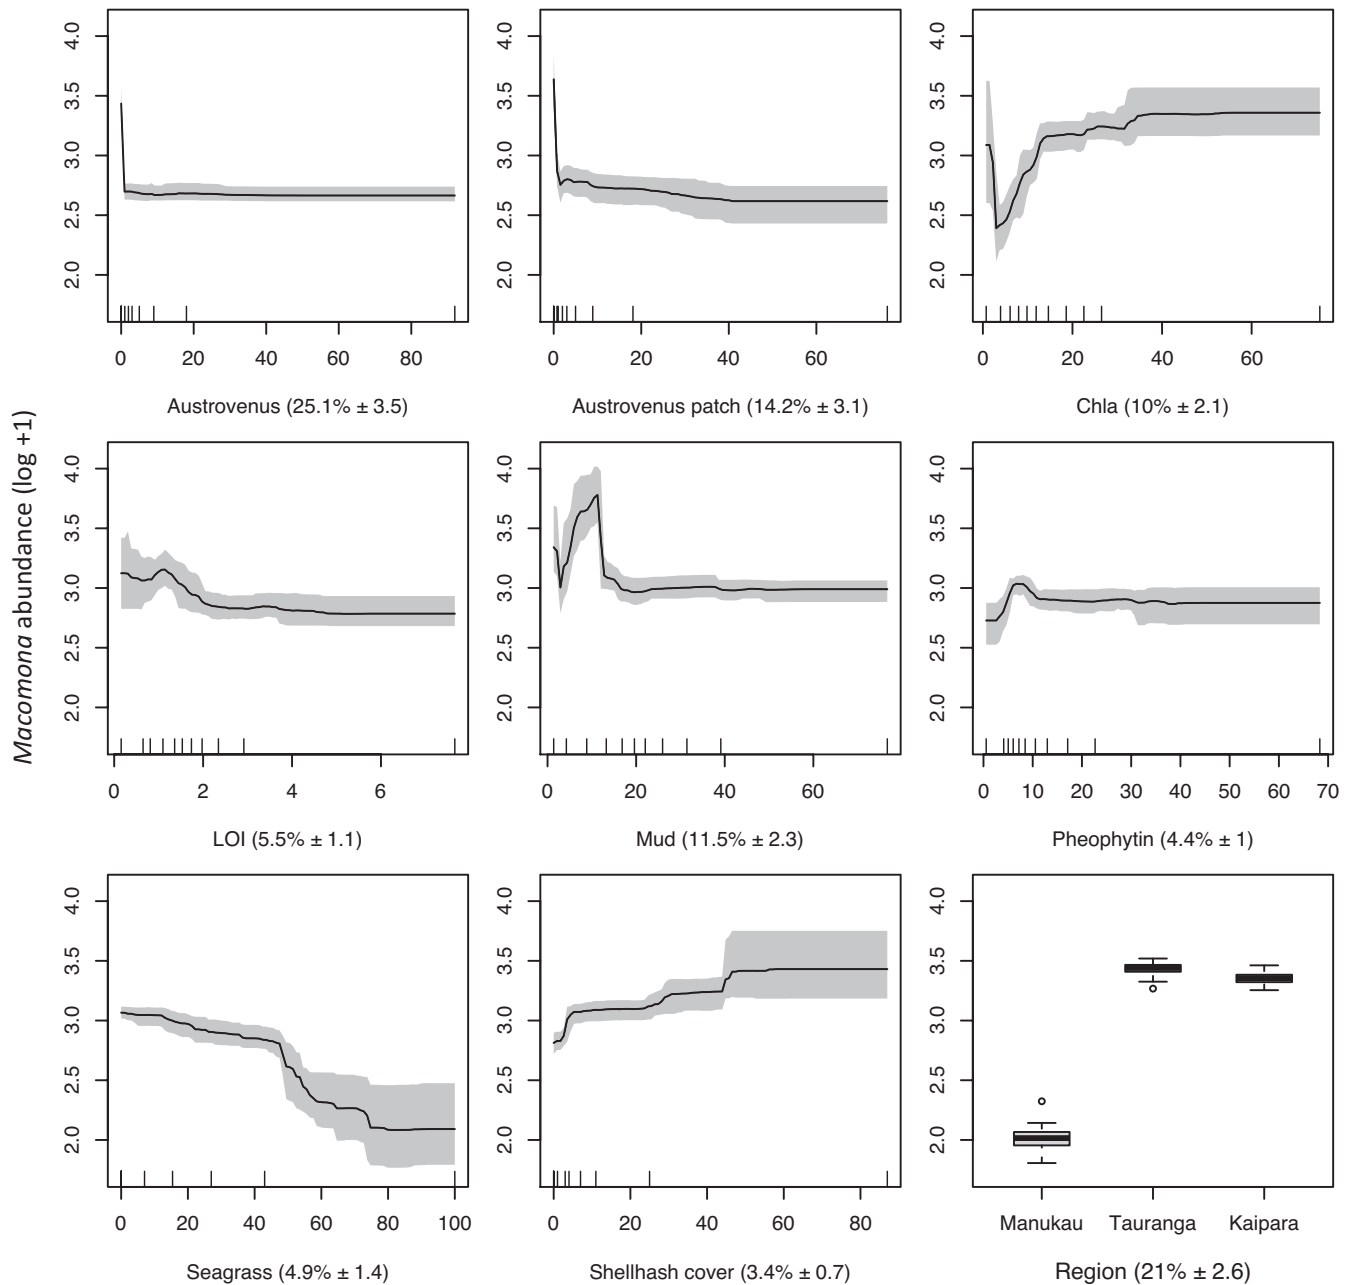 Macomona abundance (log +1)
4.0
3.5
3.0
2.5
2.0
0 20 40 60 80
Austrovenus (25.1% ± 3.5)
4.0
3.5
3.0
2.5
2.0
0 20 40 60
Austrovenus patch (14.2% ± 3.1)
4.0
3.5
3.0
2.5
2.0
0 20 40 60
Chla (10% ± 2.1)
4.0
3.5
3.0
2.5
2.0
0 2 4 6
LOI (5.5% ± 1.1)
4.0
3.5
3.0
2.5
2.0
0 20 40 60
Mud (11.5% ± 2.3)
4.0
3.5
3.0
2.5
2.0
0 10 20 30 40 50 60 70
Pheophytin (4.4% ± 1)
4.0
3.5
3.0
2.5
2.0
0 20 40 60 80 100
Seagrass (4.9% ± 1.4)
4.0
3.5
3.0
2.5
2.0
0 20 40 60 80
Shellhash cover (3.4% ± 0.7)
4.0
3.5
3.0
2.5
2.0
Manukau Tauranga Kaipara
Region (21% ± 2.6)